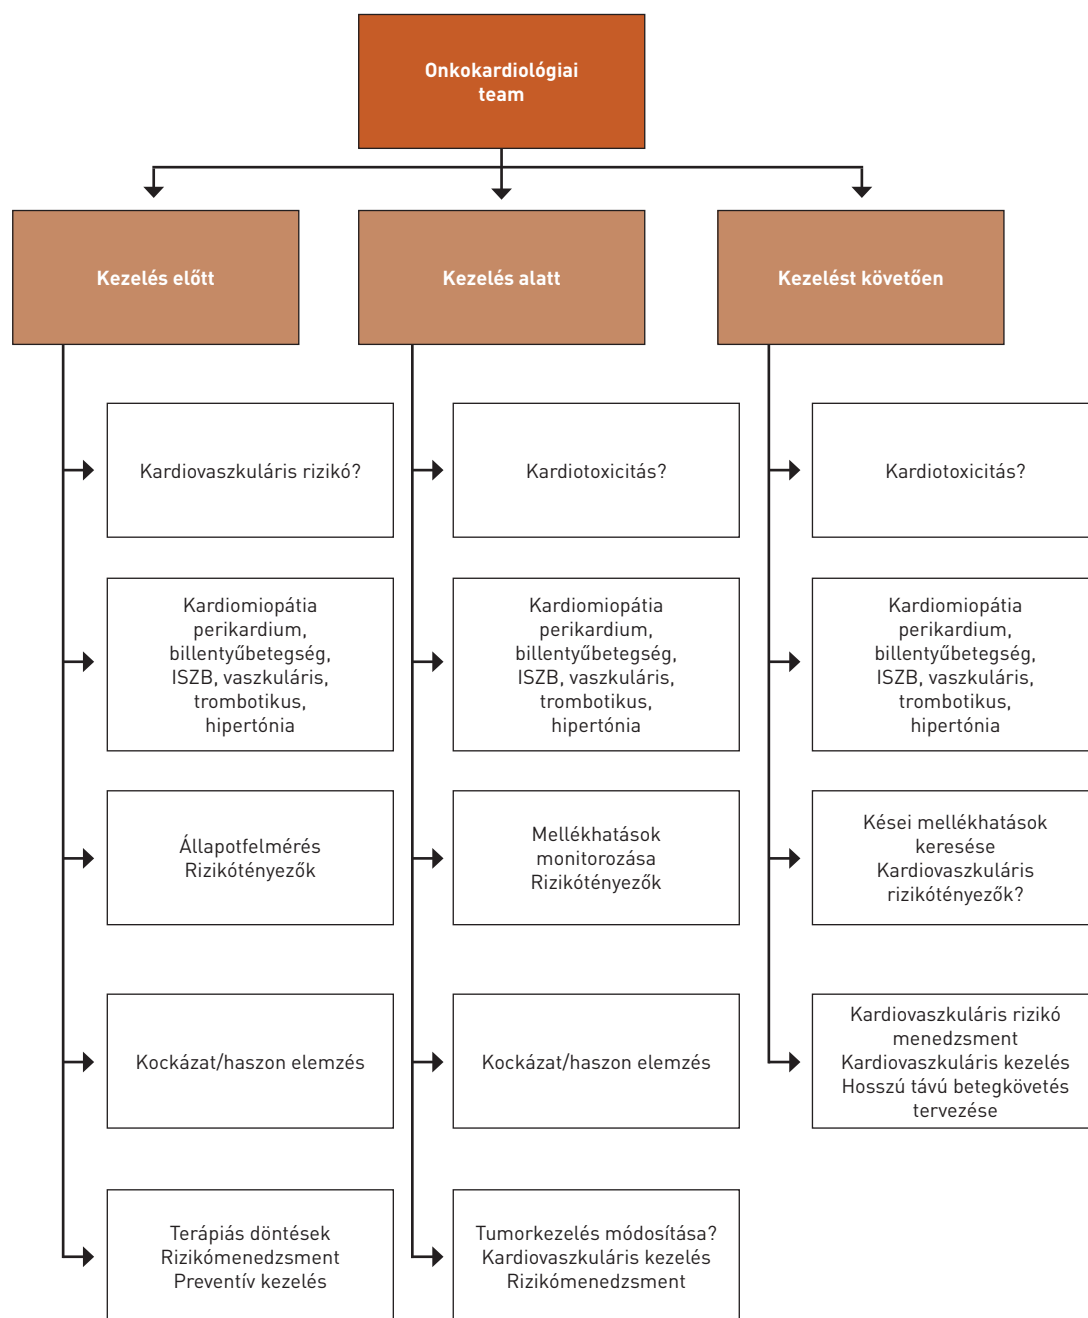 Onkokardiológiai
team
Kezelés előtt
Kezelés alatt
Kezelést követően
Kardiovaszkuláris rizikó?
Kardiotoxicitás?
Kardiotoxicitás?
Kardiomiopátia
perikardium,
billentyűbetegség,
ISZB, vaszkuláris,
trombotikus,
hipertónia
Kardiomiopátia
perikardium,
billentyűbetegség,
ISZB, vaszkuláris,
trombotikus,
hipertónia
Kardiomiopátia
perikardium,
billentyűbetegség,
ISZB, vaszkuláris,
trombotikus,
hipertónia
Állapotfelmérés
Rizikótényezők
Mellékhatások
monitorozása
Rizikótényezők
Kései mellékhatások
keresése
Kardiovaszkuláris
rizikótényezők?
Kockázat/haszon elemzés
Kockázat/haszon elemzés
Kardiovaszkuláris rizikó
menedzsment
Kardiovaszkuláris kezelés
Hosszú távú betegkövetés
tervezése
Terápiás döntések
Rizikómenedzsment
Preventív kezelés
Tumorkezelés módosítása?
Kardiovaszkuláris kezelés
Rizikómenedzsment